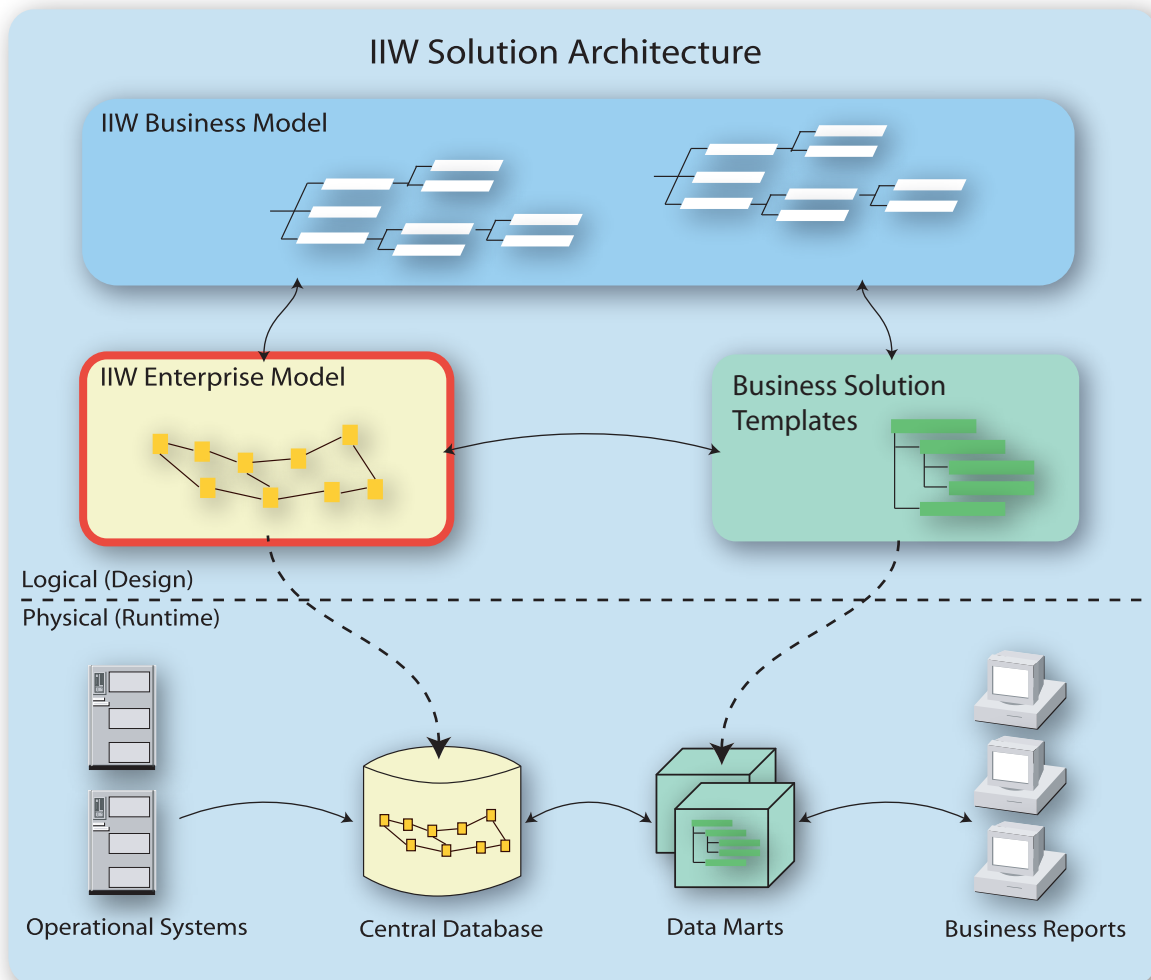 IIW Solution Architecture
IIW Business Model
IIW Enterprise Model
Business Solution
Templates
Logical (Design)
Physical (Runtime)
Operational Systems
Central Database
Data Marts
Business Reports